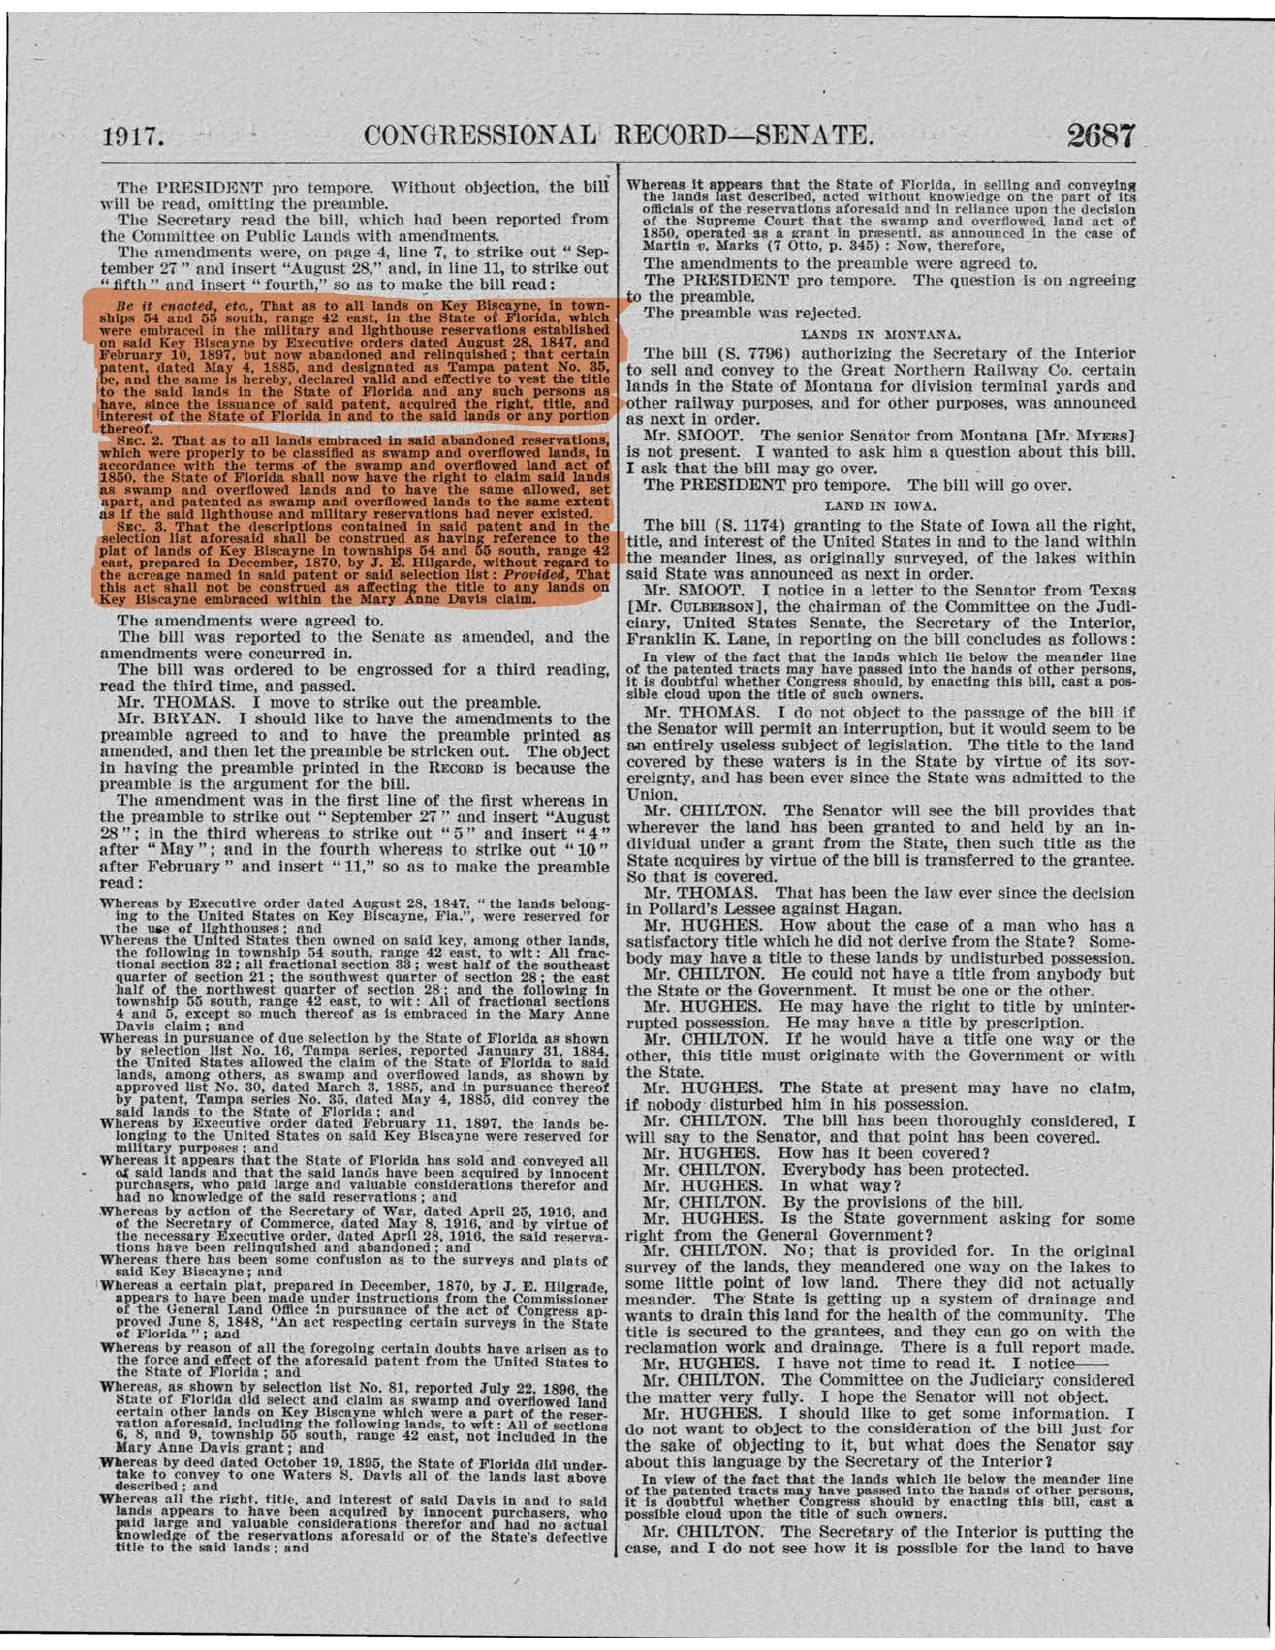 1917.
CONGRESSIONAL RECORD—SENATE.
2687
The PRESIDENT pro tempore. Without objection, the bill
will be read, omitting the preamble.
The Secretary read the bill, which had been reported from
the Committee on Public Lands with amendments.
The amendments were, on page 4, line 7, to strike out “ Sep-
tember 27 ” and insert “August 28,” and, in line 11, to strike out
“ fifth ” and insert “ fourth,” so as to make the bill read :
Be it enacted, etc., That as to all lands on Key Biscayne, in town-
ships 54 and 55 south, range 42 east, in the State of Florida, which
were embraced in the military and lighthouse reservations established
on said Key Biscayne by Executive orders dated August 28, 1847, and
February 10, 1897, but now abandoned and relinquished ; that certain
patent, dated May 4, 1885, and designated as Tampa patent No. 35,
be, and the same is hereby, declared valid and effective to vest the title
to the said lands in the State of Florida and any such persons as
have, since the issuance of said patent, acquired the right, title, and
interest of the State of Florida in and to the said lands or any portion
thereof.
SEC. 2. That as to all lands embraced in said abandoned reservations,
which were properly to be classified as swamp and overflowed lands, in
accordance with the terms of the swamp and overflowed land act of
1850, the State of Florida shall now have the right to claim said lands
as swamp and overflowed lands and to have the same allowed, set
apart, and patented as swamp and overflowed lands to the same extent
as if the said lighthouse and military reservations had never existed.
SEC. 3. That the descriptions contained in said patent and in the
selection list aforesaid shall be construed as having reference to the
plat of lands of Key Biscayne in townships 54 and 55 south, range 42
east, prepared in December, 1870, by J. E. Hilgarde, without regard to
the acreage named in said patent or said selection list : Provided, That
this act shall not be construed as affecting the title to any lands on
Key Biscayne embraced within the Mary Anne Davis claim.
The amendments were agreed to.
The bill was reported to the Senate as amended, and the
amendments were concurred in.
The bill was ordered to be engrossed for a third reading,
read the third time, and passed.
Mr. THOMAS. I move to strike out the preamble.
Mr. BRYAN. I should like to have the amendments to the
preamble agreed to and to have the preamble printed as
amended, and then let the preamble be stricken out. The object
in having the preamble printed in the RECORD is because the
preamble is the argument for the bill.
The amendment was in the first line of the first whereas in
the preamble to strike out “ September 27 ” and insert “August
28 ” ; in the third whereas to strike out “ 5 ” and insert “ 4 ”
after “ May ” ; and in the fourth whereas to strike out “ 10 ”
after February ” and insert “ 11,” so as to make the preamble
read :
Whereas by Executive order dated August 28, 1847, “ the lands belong-
ing to the United States on Key Biscayne, Fla.”, were reserved for
the use of lighthouses ; and
Whereas the United States then owned on said key, among other lands,
the following in township 54 south, range 42 east, to wit : All frac-
tional section 32 ; all fractional section 33 ; west half of the southeast
quarter of section 21 ; the southwest quarter of section 28 ; the east
half of the northwest quarter of section 28 ; and the following in
township 55 south, range 42 east, to wit : All of fractional sections
4 and 5, except so much thereof as is embraced in the Mary Anne
Davis claim ; and
Whereas in pursuance of due selection by the State of Florida as shown
by selection list No. 16, Tampa series, reported January 31, 1884,
the United States allowed the claim of the State of Florida to said
lands, among others, as swamp and overflowed lands, as shown by
approved list No. 30, dated March 3, 1885, and in pursuance thereof
by patent, Tampa series No. 35, dated May 4, 1885, did convey the
said lands to the State of Florida ; and
Whereas by Executive order dated February 11, 1897, the lands be-
longing to the United States on said Key Biscayne were reserved for
military purposes ; and
Whereas it appears that the State of Florida has sold and conveyed all
of said lands and that the said lands have been acquired by innocent
purchasers, who paid large and valuable considerations therefor and
had no knowledge of the said reservations ; and
Whereas by action of the Secretary of War, dated April 25, 1916, and
of the Secretary of Commerce, dated May 8, 1916, and by virtue of
the necessary Executive order, dated April 28, 1916, the said reserva-
tions have been relinquished and abandoned ; and
Whereas there has been some confusion as to the surveys and plats of
said Key Biscayne ; and
Whereas a certain plat, prepared in December, 1870, by J. E. Hilgrade,
appears to have been made under instructions from the Commissioner
of the General Land Office in pursuance of the act of Congress ap-
proved June 8, 1848, “An act respecting certain surveys in the State
of Florida ” ; and
Whereas by reason of all the foregoing certain doubts have arisen as to
the force and effect of the aforesaid patent from the United States to
the State of Florida ; and
Whereas, as shown by selection list No. 81, reported July 22, 1896, the
State of Florida did select and claim as swamp and overflowed land
certain other lands on Key Biscayne which were a part of the reser-
vation aforesaid, including the following lands, to wit : All of sections
6, 8, and 9, township 55 south, range 42 east, not included in the
Mary Anne Davis grant ; and
Whereas by deed dated October 19, 1895, the State of Florida did under-
take to convey to one Waters S. Davis all of the lands last above
described ; and
Whereas all the right, title, and interest of said Davis in and to said
lands appears to have been acquired by innocent purchasers, who
paid large and valuable considerations therefor and had no actual
knowledge of the reservations aforesaid or of the State's defective
title to the said lands ; and
Whereas it appears that the State of Florida, in selling and conveying
the lands last described, acted without knowledge on the part of its
officials of the reservations aforesaid and in reliance upon the decision
of the Supreme Court that the swamp and overflowed land act of
1850, operated as a grant in præsenti, as announced in the case of
Martin v. Marks (7 Otto, p. 345) : Now, therefore,
The amendments to the preamble were agreed to.
The PRESIDENT pro tempore. The question is on agreeing
to the preamble.
The preamble was rejected.
LANDS IN MONTANA.
The bill (S. 7796) authorizing the Secretary of the Interior
to sell and convey to the Great Northern Railway Co. certain
lands in the State of Montana for division terminal yards and
other railway purposes, and for other purposes, was announced
as next in order.
Mr. SMOOT. The senior Senator from Montana [Mr. MYERS]
is not present. I wanted to ask him a question about this bill.
I ask that the bill may go over.
The PRESIDENT pro tempore. The bill will go over.
LAND IN IOWA.
The bill (S. 1174) granting to the State of Iowa all the right,
title, and interest of the United States in and to the land within
the meander lines, as originally surveyed, of the lakes within
said State was announced as next in order.
Mr. SMOOT. I notice in a letter to the Senator from Texas
[Mr. CULBERSON], the chairman of the Committee on the Judi-
ciary, United States Senate, the Secretary of the Interior,
Franklin K. Lane, in reporting on the bill concludes as follows :
In view of the fact that the lands which lie below the meander line
of the patented tracts may have passed into the hands of other persons,
it is doubtful whether Congress should, by enacting this bill, cast a pos-
sible cloud upon the title of such owners.
Mr. THOMAS. I do not object to the passage of the bill if
the Senator will permit an interruption, but it would seem to be
an entirely useless subject of legislation. The title to the land
covered by these waters is in the State by virtue of its sov-
ereignty, and has been ever since the State was admitted to the
Union.
Mr. CHILTON. The Senator will see the bill provides that
wherever the land has been granted to and held by an in-
dividual under a grant from the State, then such title as the
State acquires by virtue of the bill is transferred to the grantee.
So that is covered.
Mr. THOMAS. That has been the law ever since the decision
in Pollard's Lessee against Hagan.
Mr. HUGHES. How about the case of a man who has a
satisfactory title which he did not derive from the State? Some-
body may have a title to these lands by undisturbed possession.
Mr. CHILTON. He could not have a title from anybody but
the State or the Government. It must be one or the other.
Mr. HUGHES. He may have the right to title by uninter-
rupted possession. He may have a title by prescription.
Mr. CHILTON. If he would have a title one way or the
other, this title must originate with the Government or with
the State.
Mr. HUGHES. The State at present may have no claim,
if nobody disturbed him in his possession.
Mr. CHILTON. The bill has been thoroughly considered, I
will say to the Senator, and that point has been covered.
Mr. HUGHES. How has it been covered?
Mr. CHILTON. Everybody has been protected.
Mr. HUGHES. In what way?
Mr. CHILTON. By the provisions of the bill.
Mr. HUGHES. Is the State government asking for some
right from the General Government?
Mr. CHILTON. No; that is provided for. In the original
survey of the lands, they meandered one way on the lakes to
some little point of low land. There they did not actually
meander. The State is getting up a system of drainage and
wants to drain this land for the health of the community. The
title is secured to the grantees, and they can go on with the
reclamation work and drainage. There is a full report made.
Mr. HUGHES. I have not time to read it. I notice——
Mr. CHILTON. The Committee on the Judiciary considered
the matter very fully. I hope the Senator will not object.
Mr. HUGHES. I should like to get some information. I
do not want to object to the consideration of the bill just for
the sake of objecting to it, but what does the Senator say
about this language by the Secretary of the Interior?
In view of the fact that the lands which lie below the meander line
of the patented tracts may have passed into the hands of other persons,
it is doubtful whether Congress should by enacting this bill, cast a
possible cloud upon the title of such owners.
Mr. CHILTON. The Secretary of the Interior is putting the
case, and I do not see how it is possible for the land to have